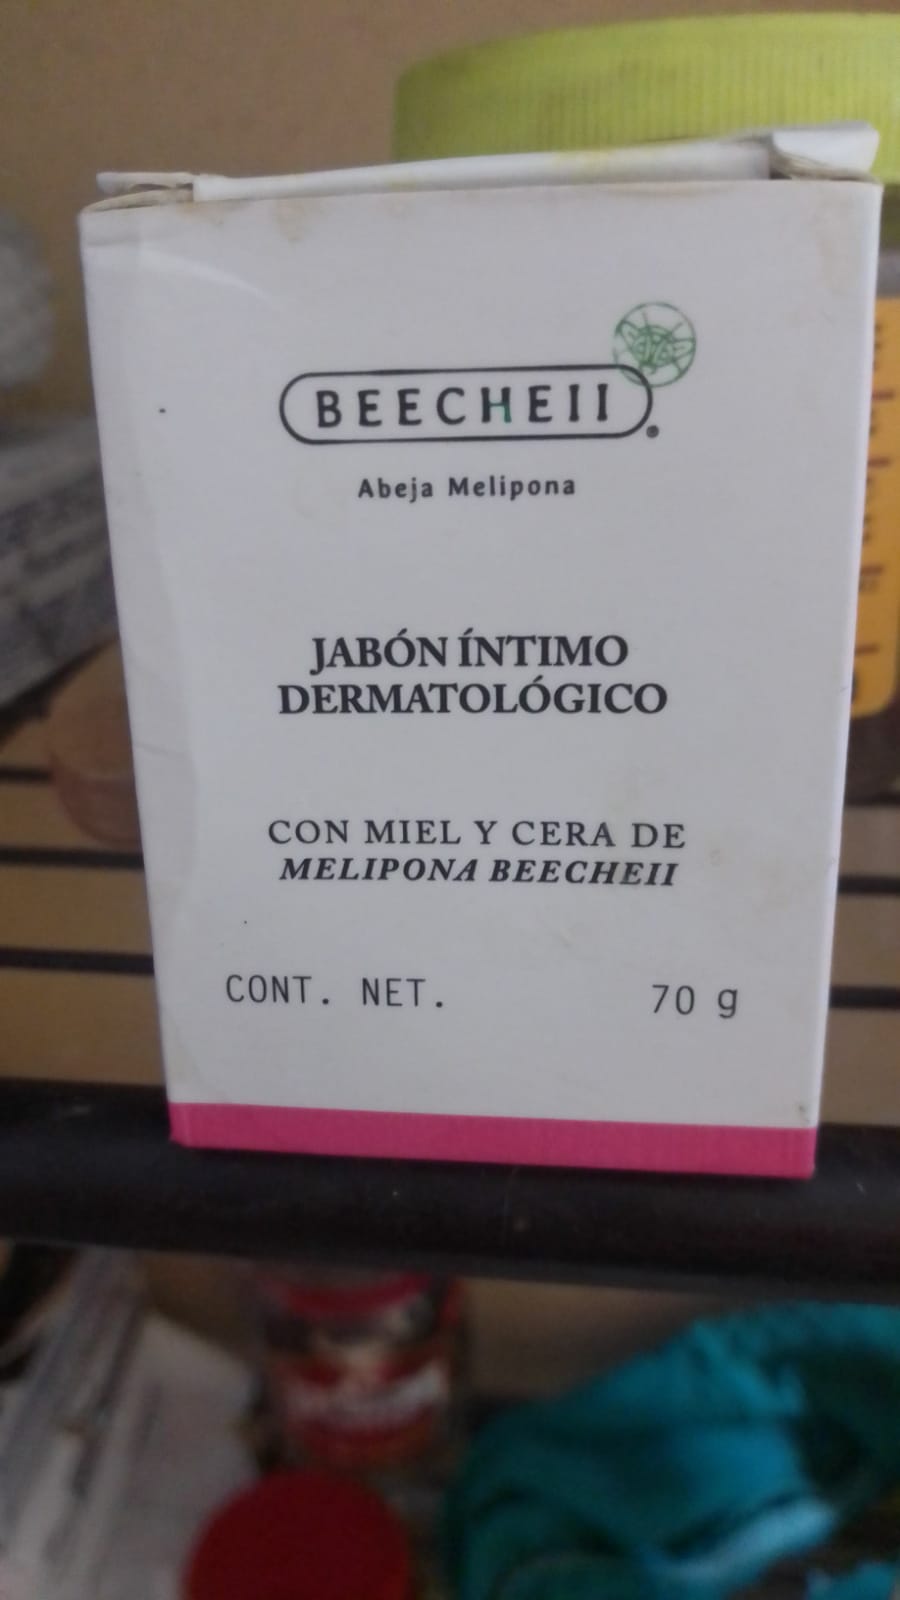 BEECHEII
Abeja Melipona
JABÓN ÍNTIMO
DERMATOLÓGICO
CON MIEL Y CERA DE
MELIPONA BEECHEII
CONT. NET. 70 g